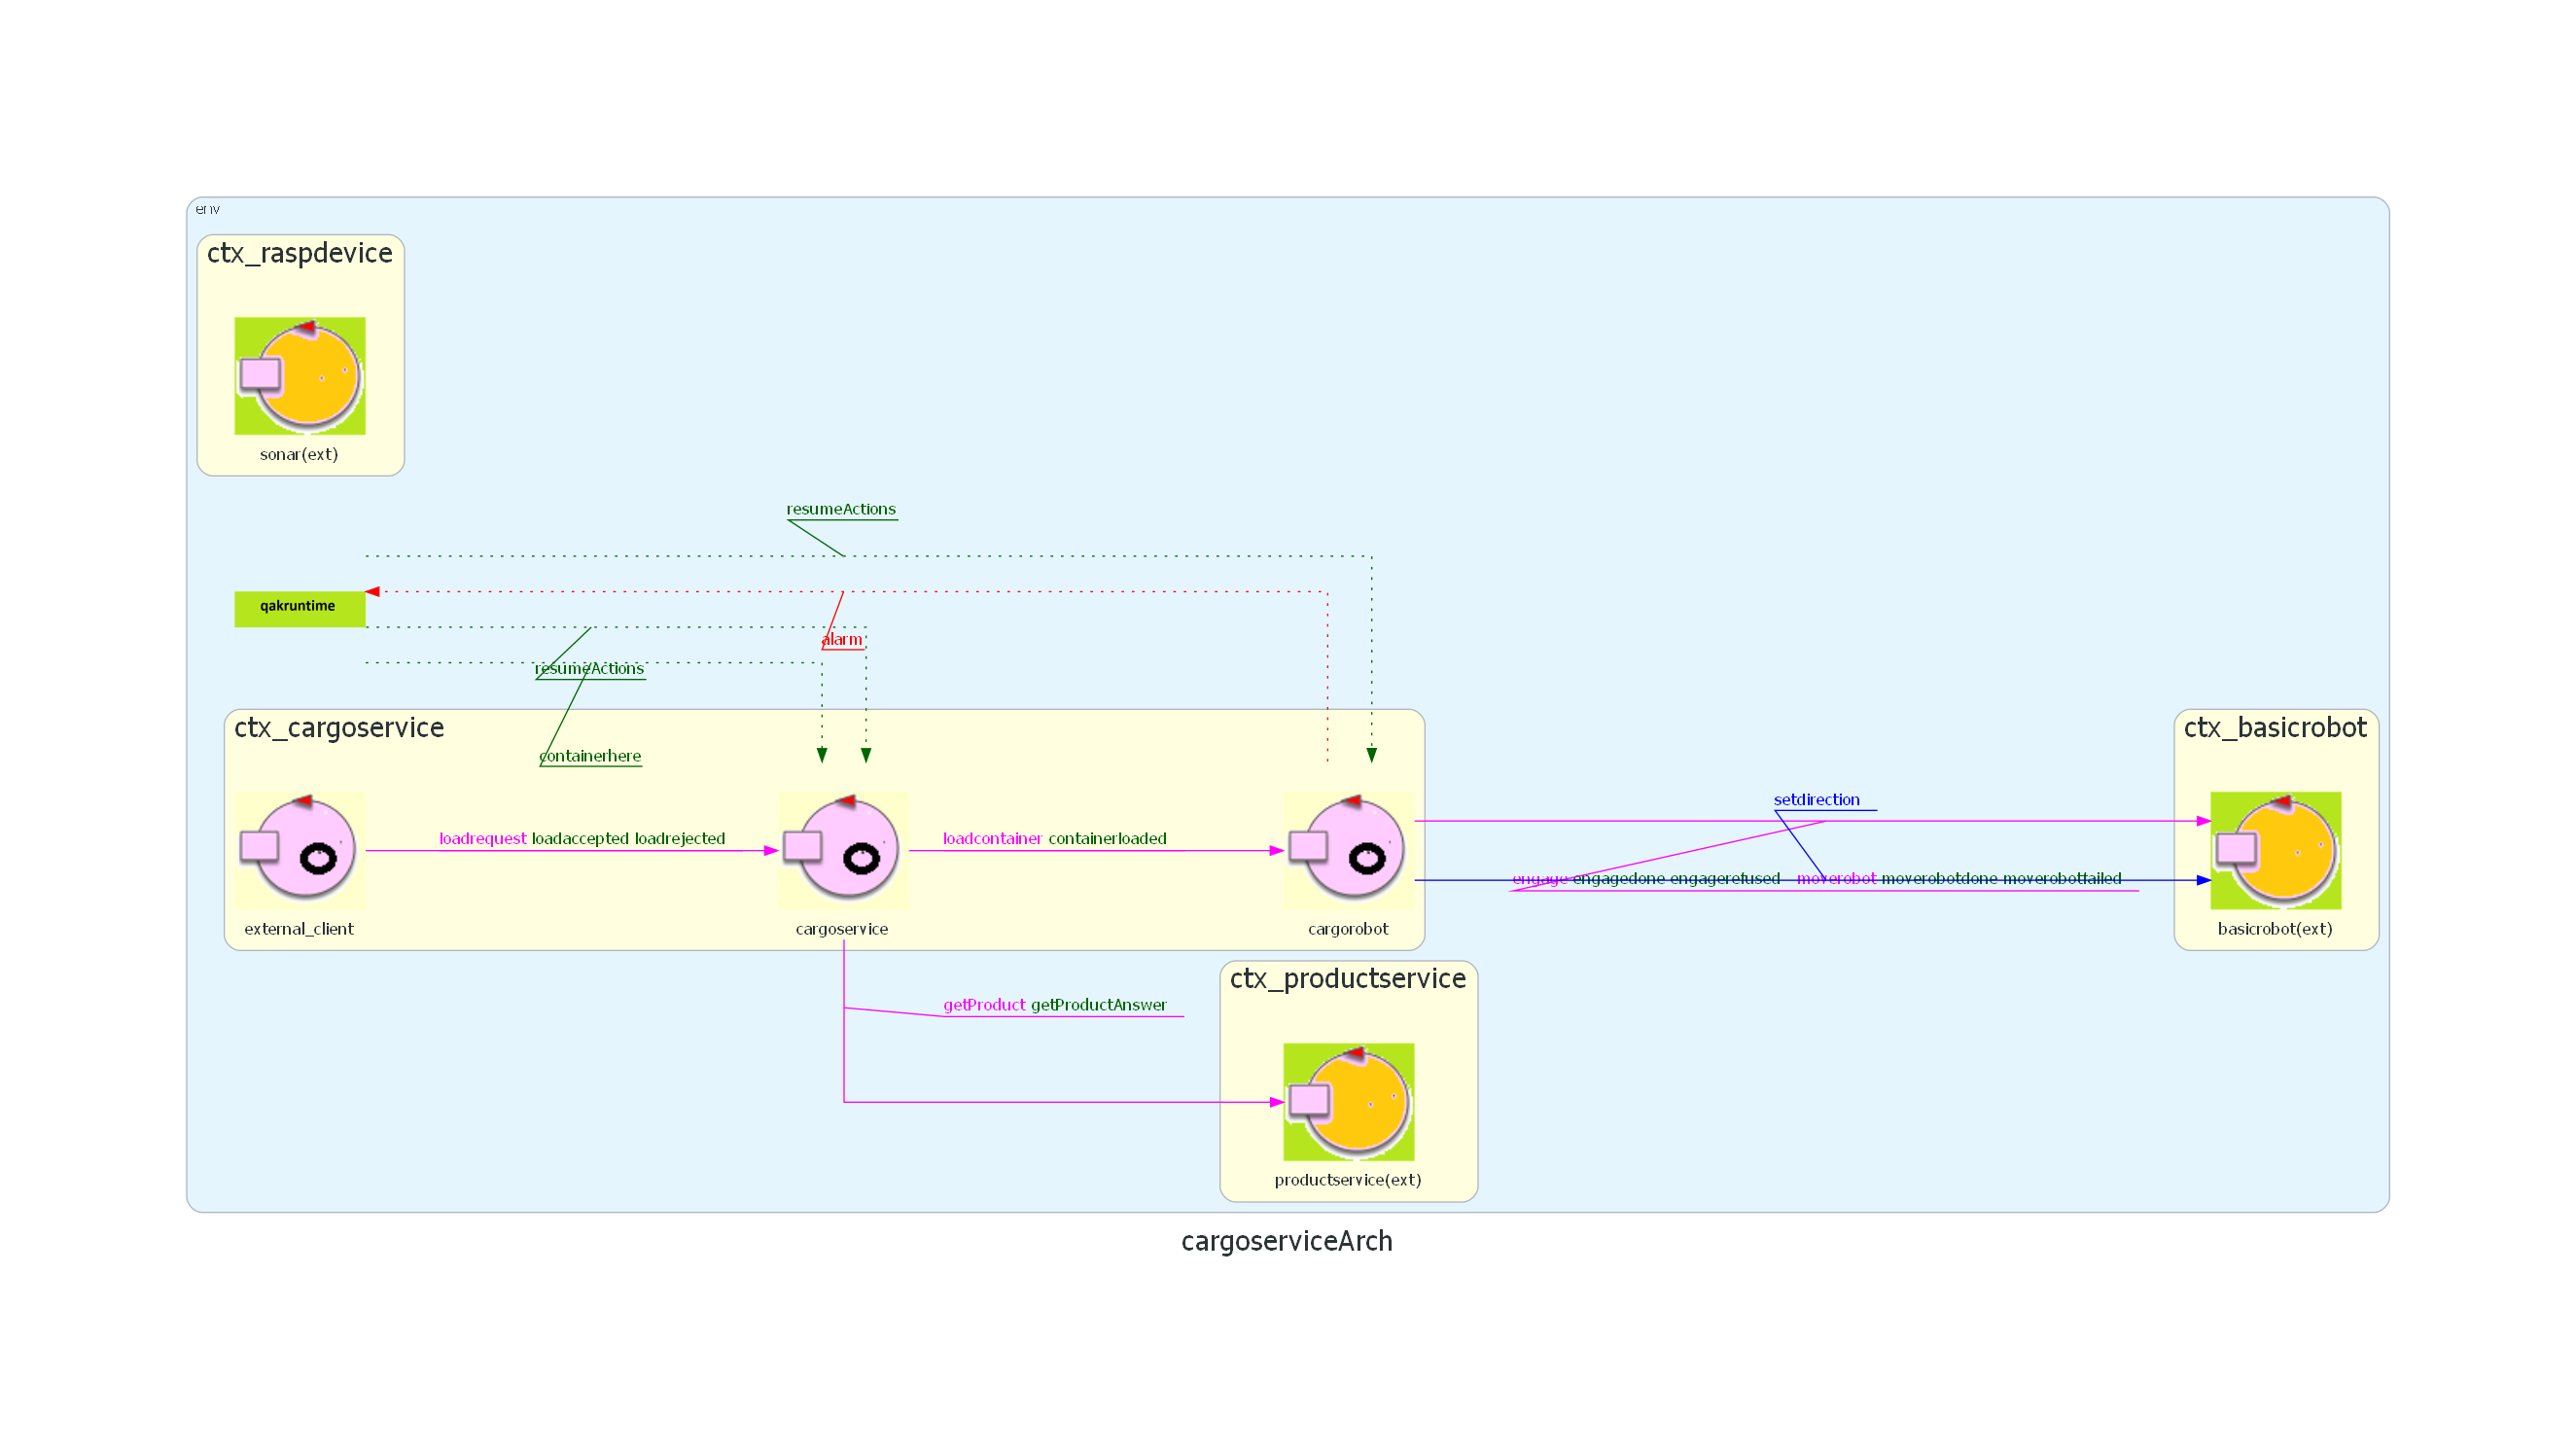 env
ctx_raspdevice
sonar(ext)
resumeActions
qakruntime
alarm
resumeActions
ctx_cargoservice
ctx_basicrobot
containerhere
setdirection
loadrequest loadaccepted loadrejected
loadcontainer containerloaded
engage engagedone engagerefused moverobot moverobotdone moverobotfailed
external_client
cargoservice
cargorobot
basicrobot(ext)
ctx_productservice
getProduct getProductAnswer
productservice(ext)
cargoserviceArch